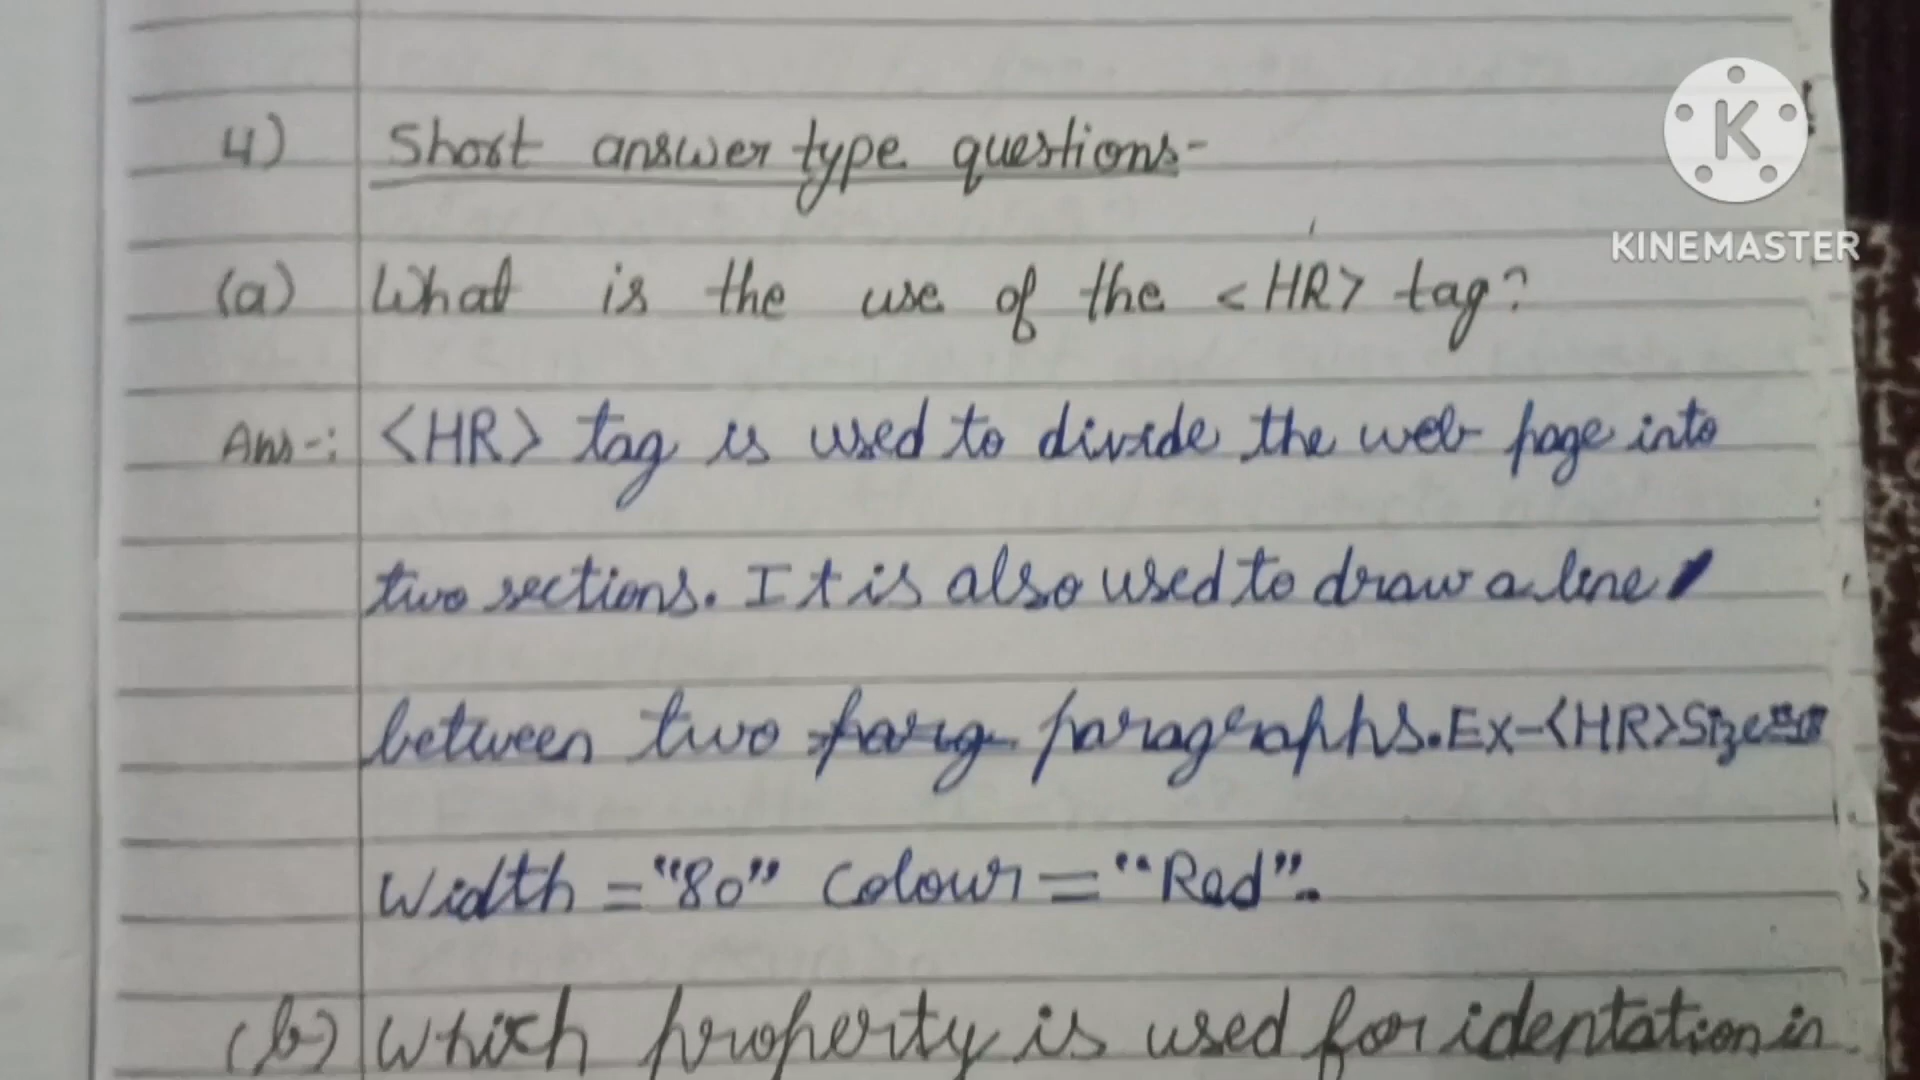 4) Short answer type questions-
(a) What is the use of the <HR> tag?
Ans-: <HR> tag is used to divide the web page into
two sections. It is also used to draw a line
between two parag paragraphs. Ex-<HR>Size=
Width = "80" Colour = "Red".
(b) Which property is used for identation in
K
KINEMASTER